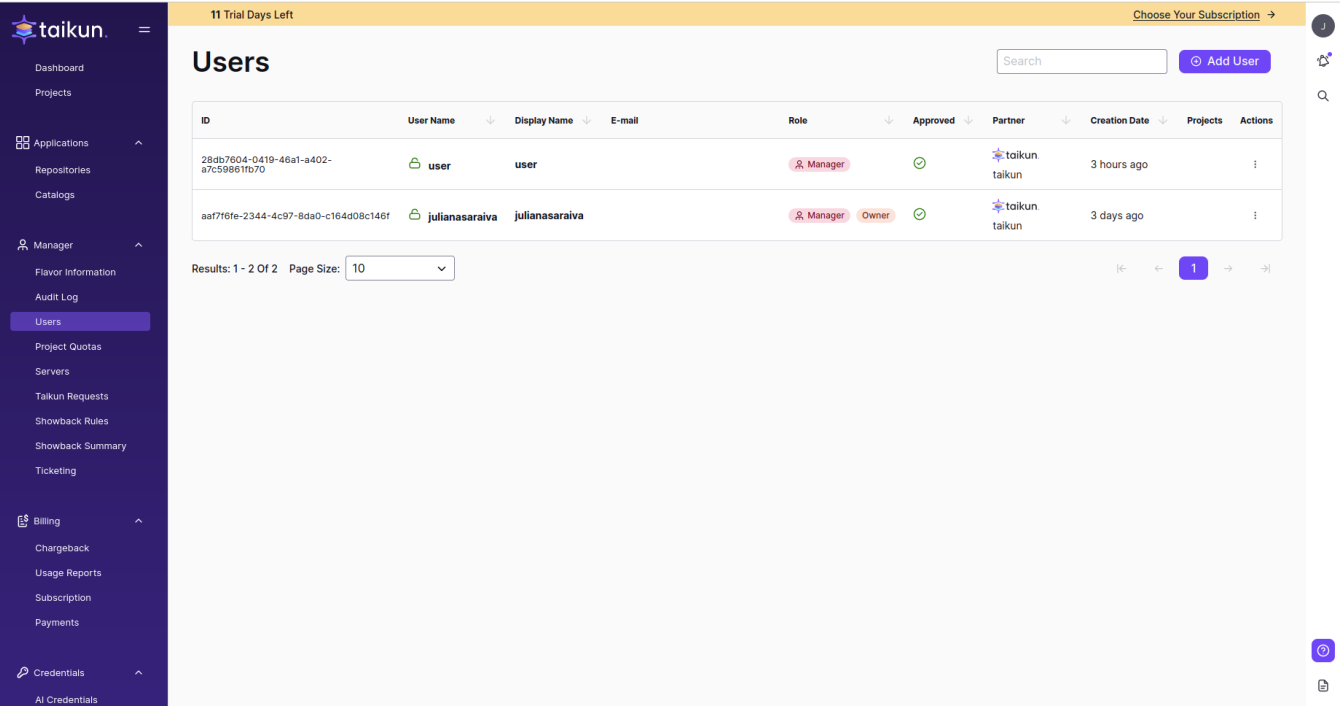 taikun.
Dashboard
Projects
Applications
Repositories
Catalogs
Manager
Flavor Information
Audit Log
Users
Project Quotas
Servers
Taikun Requests
Showback Rules
Showback Summary
Ticketing
Billing
Chargeback
Usage Reports
Subscription
Payments
Credentials
AI Credentials
11 Trial Days Left
Choose Your Subscription →
J
Users
Search
Add User
ID User Name Display Name E-mail Role Approved Partner Creation Date Projects Actions
28db7604-0419-46a1-a402-
a7c59861fb70
user user Manager taikun. taikun 3 hours ago
aaf7f6fe-2344-4c97-8da0-c164d08c146f julianasaraiva julianasaraiva Manager Owner taikun. taikun 3 days ago
Results: 1 - 2 Of 2 Page Size: 10
1